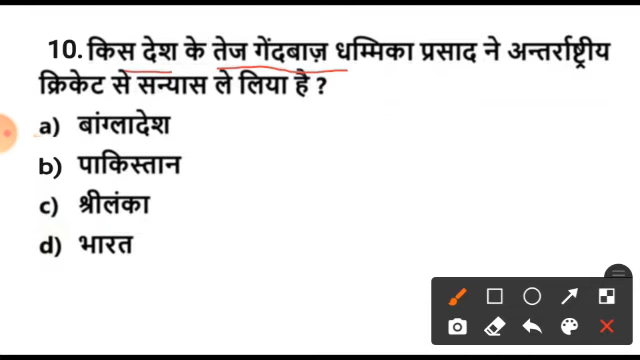 10. किस देश के तेज गेंदबाज़ धम्मिका प्रसाद ने अन्तर्राष्ट्रीय
क्रिकेट से सन्यास ले लिया है ?
a) बांग्लादेश
b) पाकिस्तान
c) श्रीलंका
d) भारत